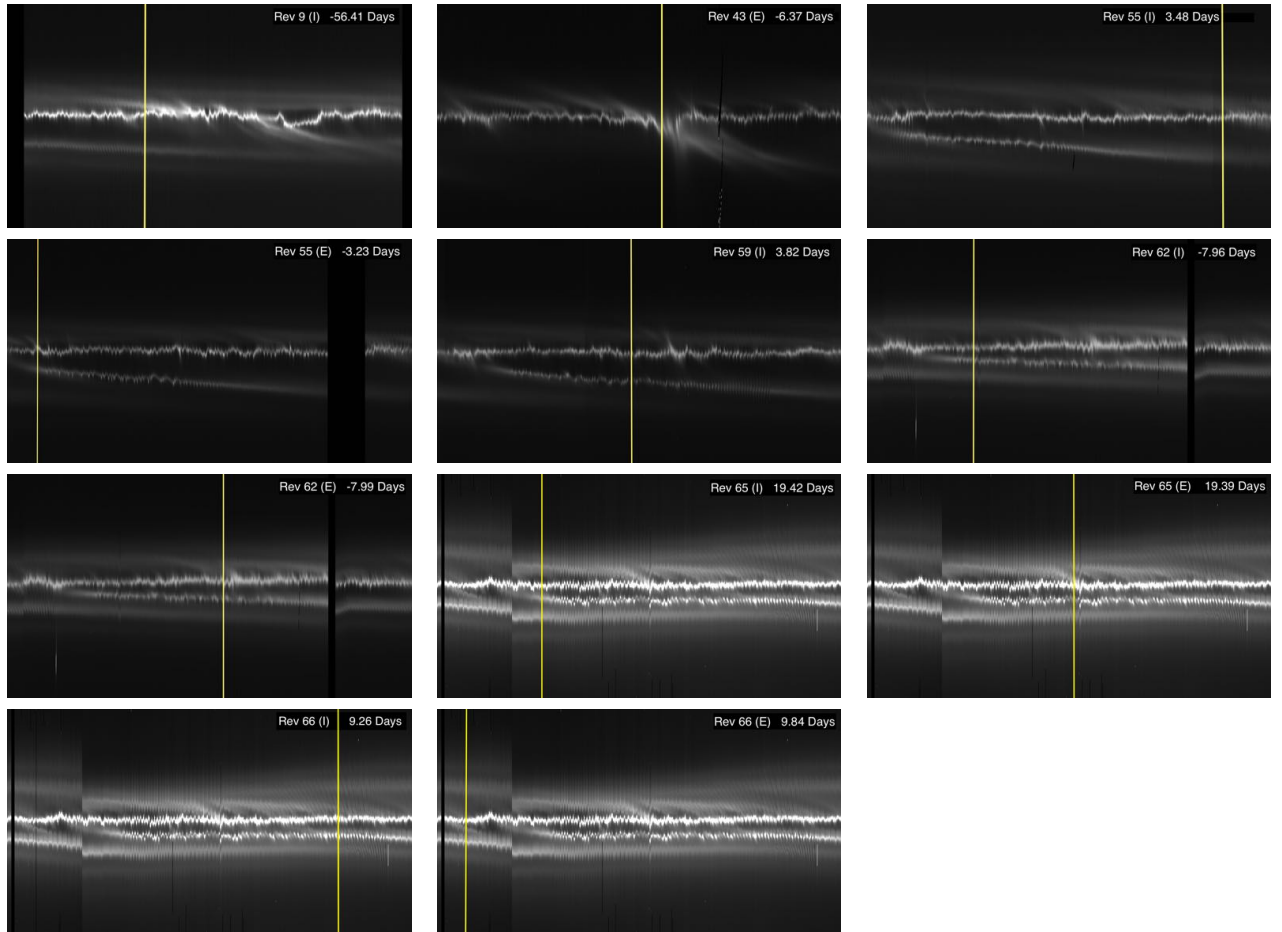 Rev 9 (I) -56.41 Days
Rev 43 (E) -6.37 Days
Rev 55 (I) 3.48 Days
Rev 55 (E) -3.23 Days
Rev 59 (I) 3.82 Days
Rev 62 (I) -7.96 Days
Rev 62 (E) -7.99 Days
Rev 65 (I) 19.42 Days
Rev 65 (E) 19.39 Days
Rev 66 (I) 9.26 Days
Rev 66 (E) 9.84 Days